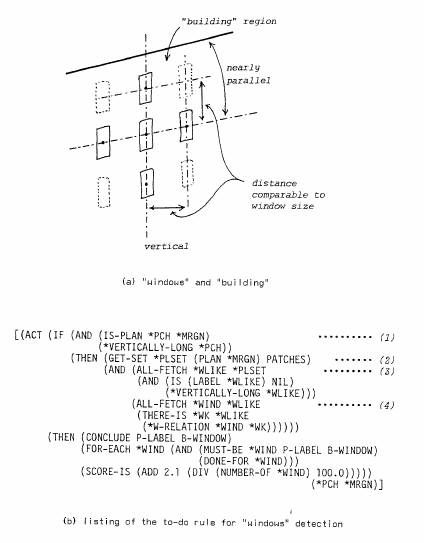 "building" region
nearly
parallel
distance
comparable to
window size
vertical
(a) "windows" and "building"
[(ACT (IF (AND (IS-PLAN *PCH *MRGN) ·········· (1)
(*VERTICALLY-LONG *PCH))
(THEN (GET-SET *PLSET (PLAN *MRGN) PATCHES) ······· (2)
(AND (ALL-FETCH *WLIKE *PLSET ·········· (3)
(AND (IS (LABEL *WLIKE) NIL)
(*VERTICALLY-LONG *WLIKE)))
(ALL-FETCH *WIND *WLIKE ·········· (4)
(THERE-IS *WK *WLIKE
(*W-RELATION *WIND *WK))))))
(THEN (CONCLUDE P-LABEL B-WINDOW)
(FOR-EACH *WIND (AND (MUST-BE *WIND P-LABEL B-WINDOW)
(DONE-FOR *WIND)))
(SCORE-IS (ADD 2.1 (DIV (NUMBER-OF *WIND) 100.0)))))
(*PCH *MRGN)]
(b) listing of the to-do rule for "windows" detection